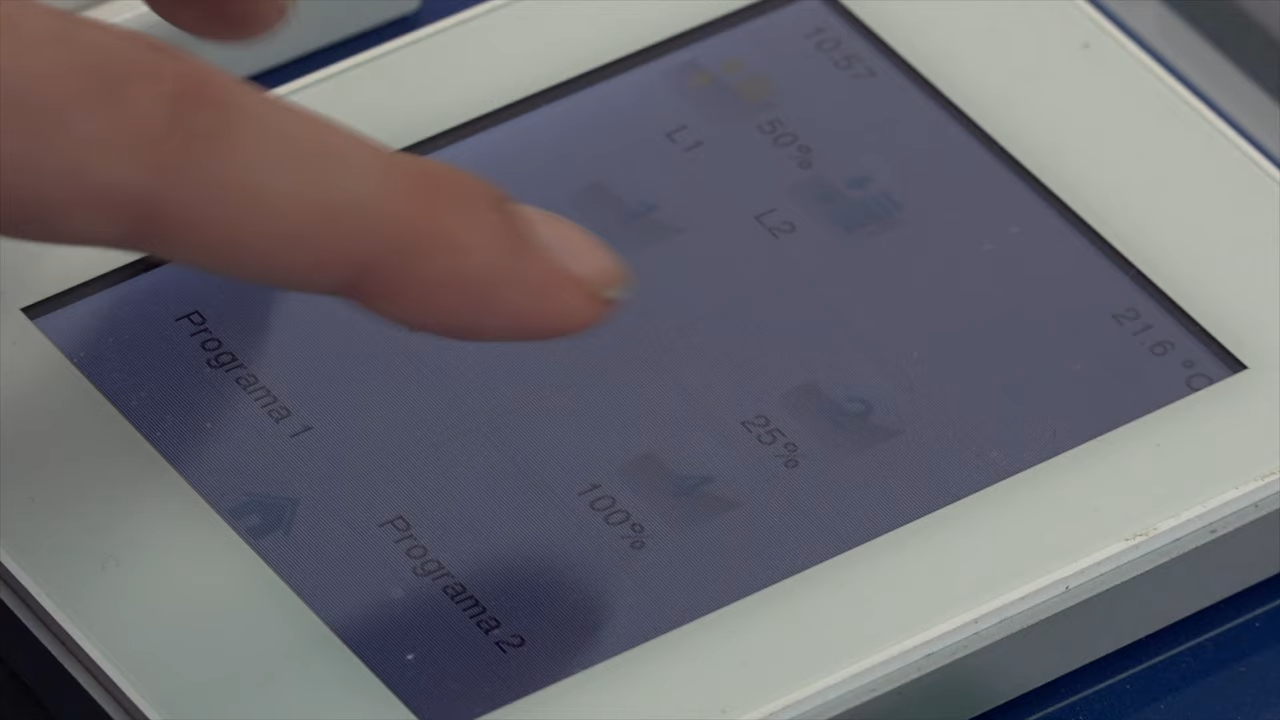 10:57
50%
L1
L2
21.6 °C
25%
100%
Programa 1
Programa 2